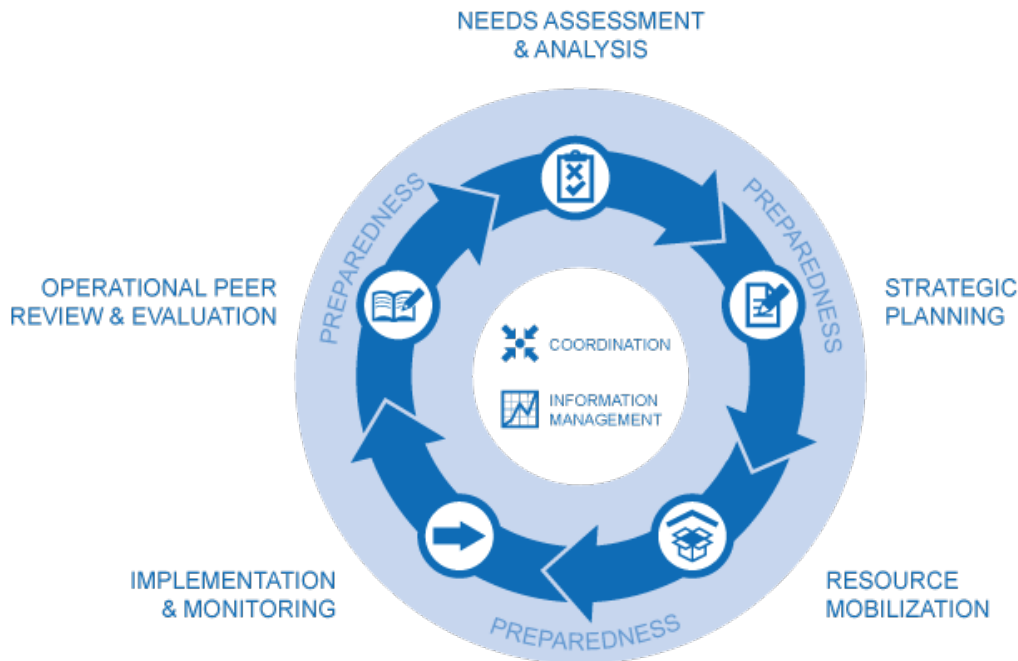 NEEDS ASSESSMENT
& ANALYSIS
PREPAREDNESS
PREPAREDNESS
OPERATIONAL PEER
REVIEW & EVALUATION
STRATEGIC
PLANNING
COORDINATION
INFORMATION
MANAGEMENT
IMPLEMENTATION
& MONITORING
RESOURCE
MOBILIZATION
PREPAREDNESS